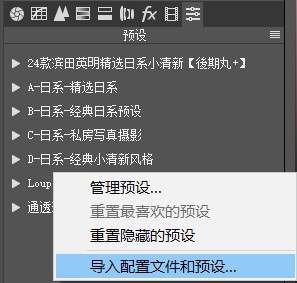 预设
24款滨田英明精选日系小清新【後期丸+】
A-日系-精选日系
B-日系-经典日系预设
C-日系-私房写真摄影
D-日系-经典小清新风格
Loup
通透
管理预设...
重置最喜欢的预设
重置隐藏的预设
导入配置文件和预设...